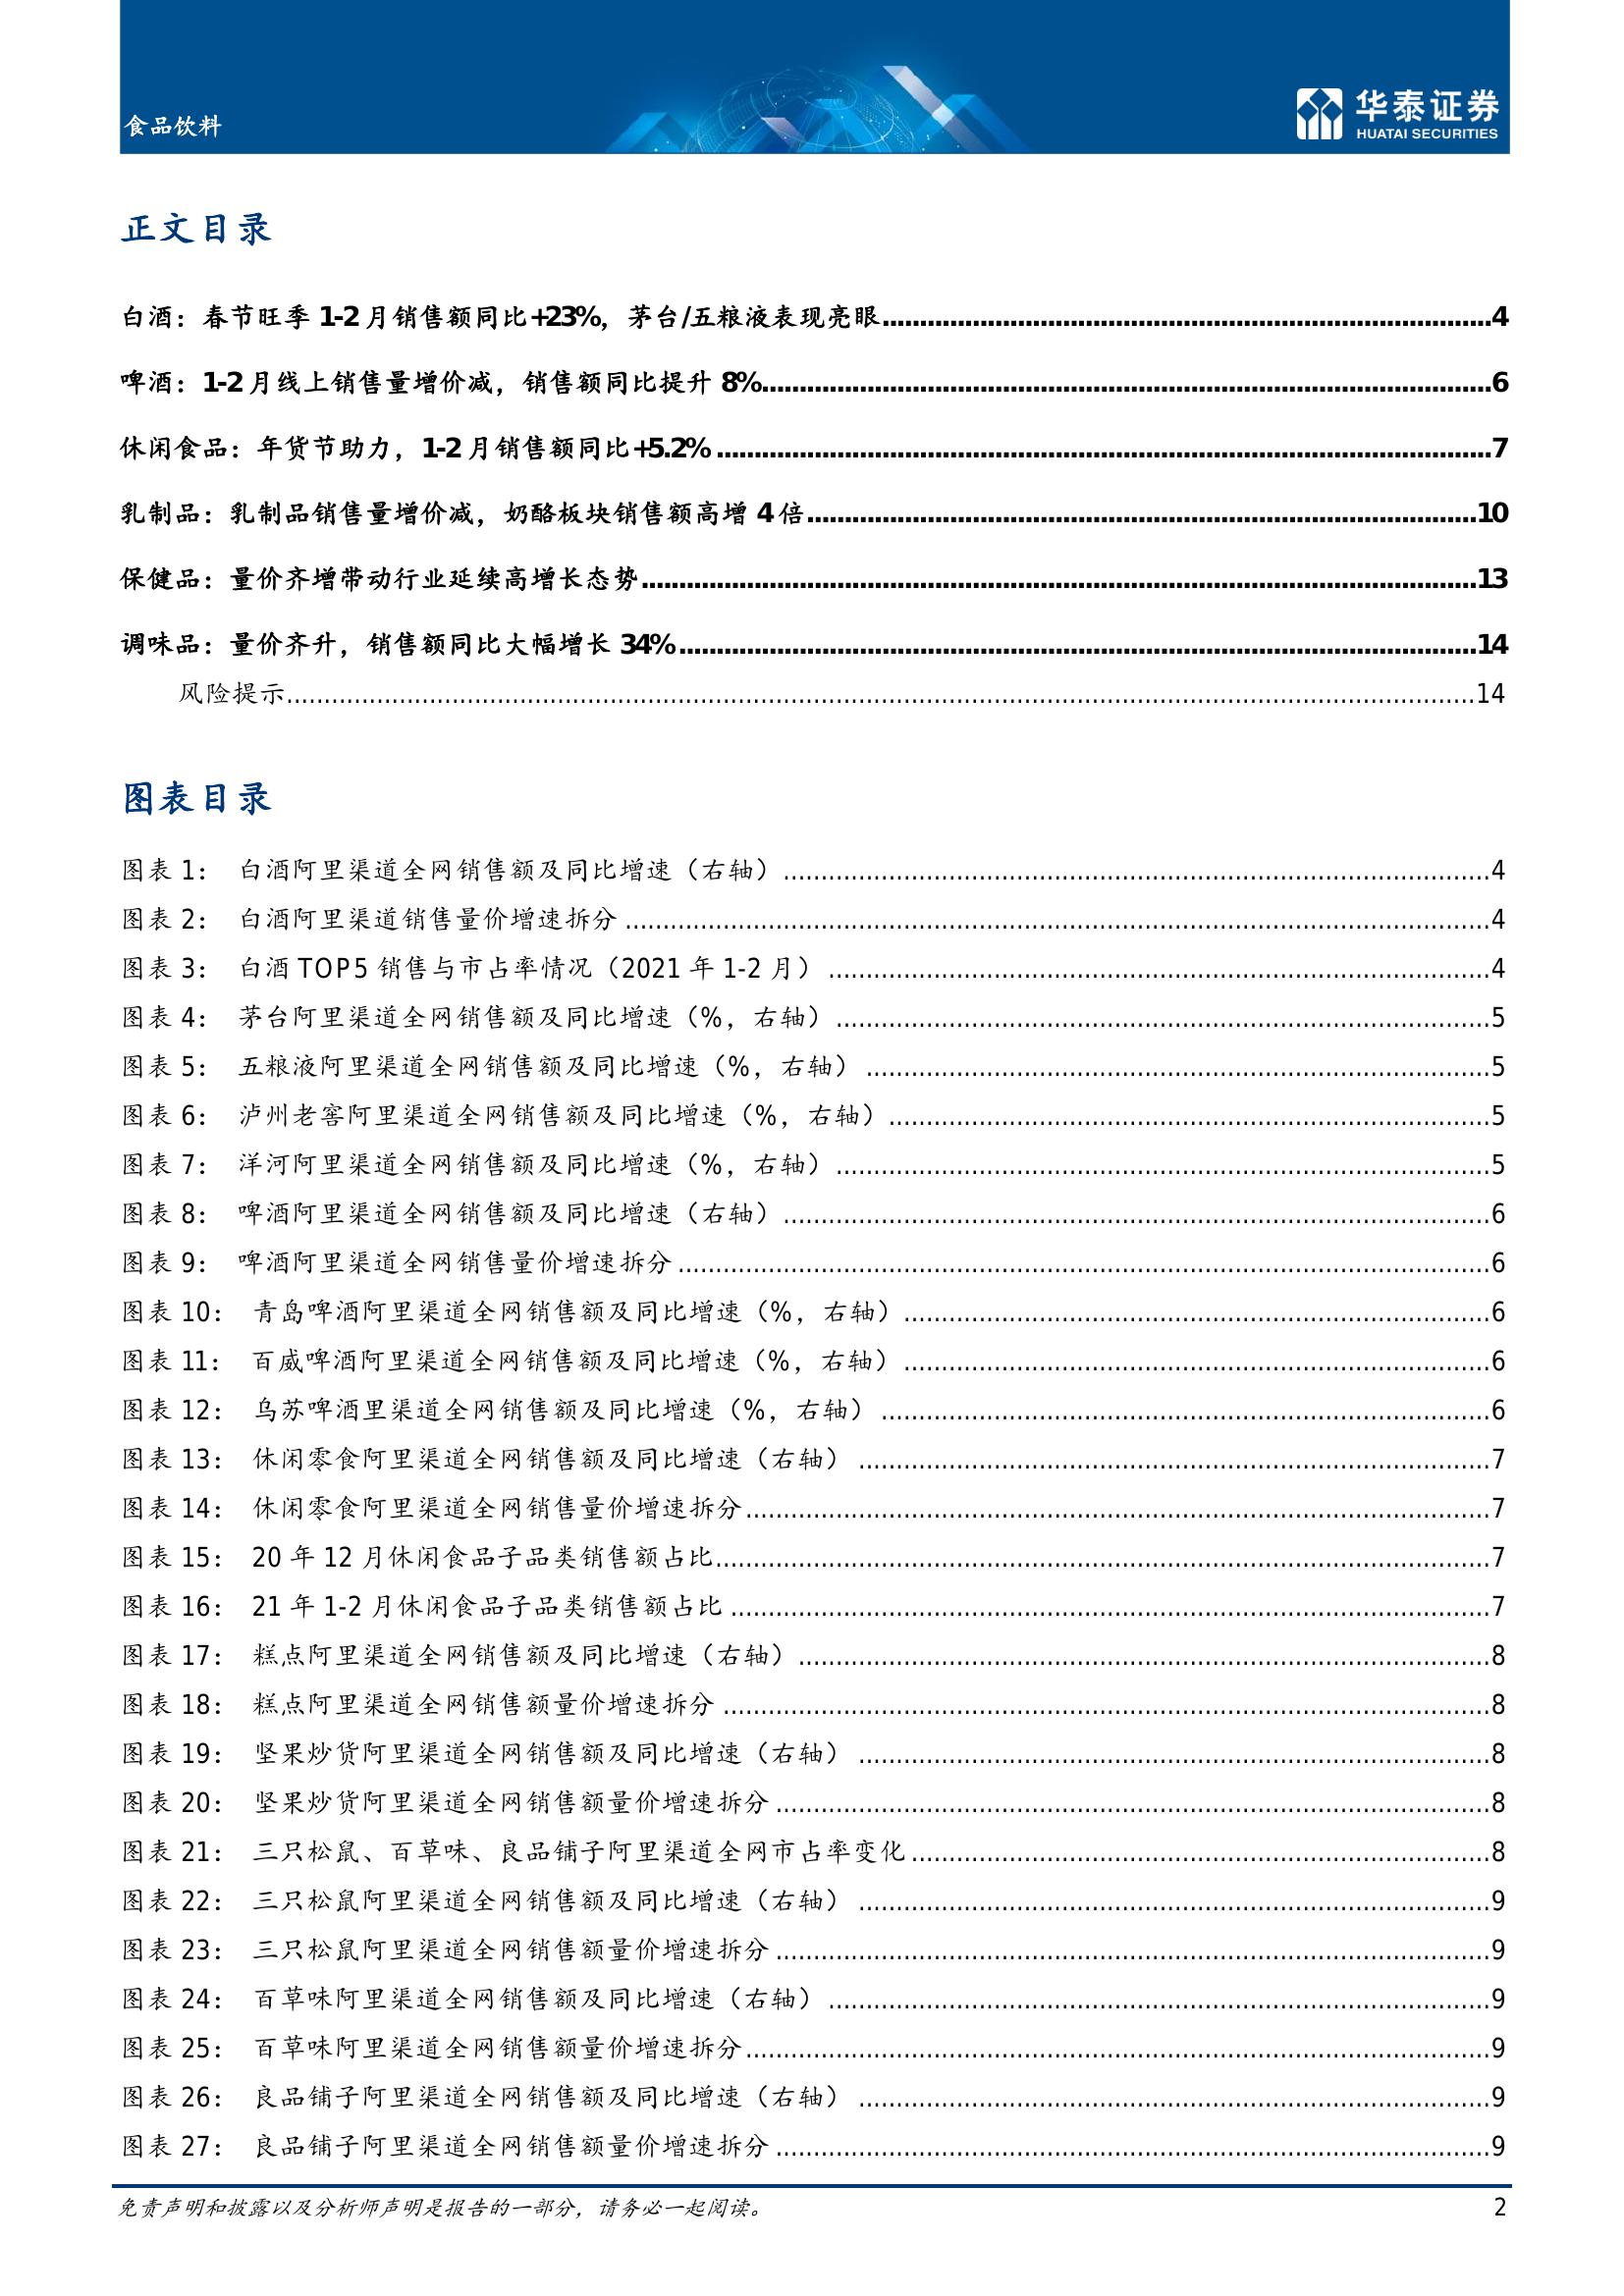 食品饮料
华泰证券
HUATAI SECURITIES
正文目录
白酒：春节旺季 1-2 月销售额同比+23%，茅台/五粮液表现亮眼....................4
啤酒：1-2 月线上销售量增价减，销售额同比提升 8%....................6
休闲食品：年货节助力，1-2 月销售额同比+5.2%....................7
乳制品：乳制品销售量增价减，奶酪板块销售额高增 4 倍....................10
保健品：量价齐增带动行业延续高增长态势....................13
调味品：量价齐升，销售额同比大幅增长 34%....................14
风险提示....................14
图表目录
图表 1： 白酒阿里渠道全网销售额及同比增速（右轴）....................4
图表 2： 白酒阿里渠道销售量价增速拆分....................4
图表 3： 白酒 TOP5 销售与市占率情况（2021 年 1-2 月）....................4
图表 4： 茅台阿里渠道全网销售额及同比增速（%，右轴）....................5
图表 5： 五粮液阿里渠道全网销售额及同比增速（%，右轴）....................5
图表 6： 泸州老窖阿里渠道全网销售额及同比增速（%，右轴）....................5
图表 7： 洋河阿里渠道全网销售额及同比增速（%，右轴）....................5
图表 8： 啤酒阿里渠道全网销售额及同比增速（右轴）....................6
图表 9： 啤酒阿里渠道全网销售量价增速拆分....................6
图表 10： 青岛啤酒阿里渠道全网销售额及同比增速（%，右轴）....................6
图表 11： 百威啤酒阿里渠道全网销售额及同比增速（%，右轴）....................6
图表 12： 乌苏啤酒里渠道全网销售额及同比增速（%，右轴）....................6
图表 13： 休闲零食阿里渠道全网销售额及同比增速（右轴）....................7
图表 14： 休闲零食阿里渠道全网销售量价增速拆分....................7
图表 15： 20 年 12 月休闲食品子品类销售额占比....................7
图表 16： 21 年 1-2 月休闲食品子品类销售额占比....................7
图表 17： 糕点阿里渠道全网销售额及同比增速（右轴）....................8
图表 18： 糕点阿里渠道全网销售额量价增速拆分....................8
图表 19： 坚果炒货阿里渠道全网销售额及同比增速（右轴）....................8
图表 20： 坚果炒货阿里渠道全网销售额量价增速拆分....................8
图表 21： 三只松鼠、百草味、良品铺子阿里渠道全网市占率变化....................8
图表 22： 三只松鼠阿里渠道全网销售额及同比增速（右轴）....................9
图表 23： 三只松鼠阿里渠道全网销售额量价增速拆分....................9
图表 24： 百草味阿里渠道全网销售额及同比增速（右轴）....................9
图表 25： 百草味阿里渠道全网销售额量价增速拆分....................9
图表 26： 良品铺子阿里渠道全网销售额及同比增速（右轴）....................9
图表 27： 良品铺子阿里渠道全网销售额量价增速拆分....................9
免责声明和披露以及分析师声明是报告的一部分，请务必一起阅读。 2